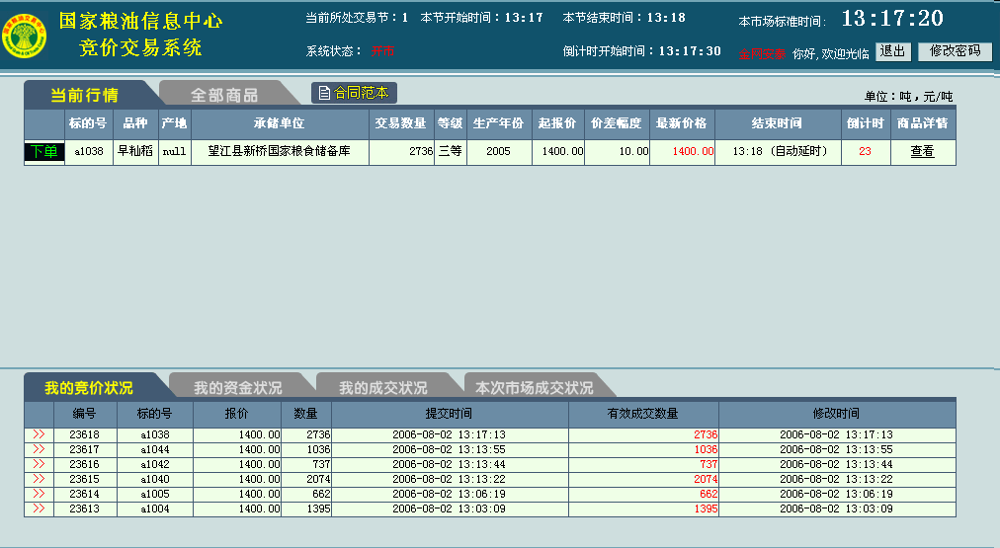 国家粮油信息中心
竞价交易系统
当前所处交易节：1 本节开始时间：13:17 本节结束时间：13:18
本市场标准时间: 13:17:20
系统状态： 开市 倒计时开始时间：13:17:30
你好,欢迎光临 退出 修改密码
当前行情 全部商品 合同范本
单位：吨，元/吨
标的号 品种 产地 承储单位 交易数量 等级 生产年份 起报价 价差幅度 最新价格 结束时间 倒计时 商品详情
下单 a1038 早籼稻 null 望江县新桥国家粮食储备库 2736 三等 2005 1400.00 10.00 1400.00 13:18 (自动延时) 23 查看
我的竞价状况 我的资金状况 我的成交状况 本次市场成交状况
编号 标的号 报价 数量 提交时间 有效成交数量 修改时间
>> 23618 a1038 1400.00 2736 2006-08-02 13:17:13 2736 2006-08-02 13:17:13
>> 23617 a1044 1400.00 1036 2006-08-02 13:13:55 1036 2006-08-02 13:13:55
>> 23616 a1042 1400.00 737 2006-08-02 13:13:44 737 2006-08-02 13:13:44
>> 23615 a1040 1400.00 2074 2006-08-02 13:13:22 2074 2006-08-02 13:13:22
>> 23614 a1005 1400.00 662 2006-08-02 13:06:19 662 2006-08-02 13:06:19
>> 23613 a1004 1400.00 1395 2006-08-02 13:03:09 1395 2006-08-02 13:03:09